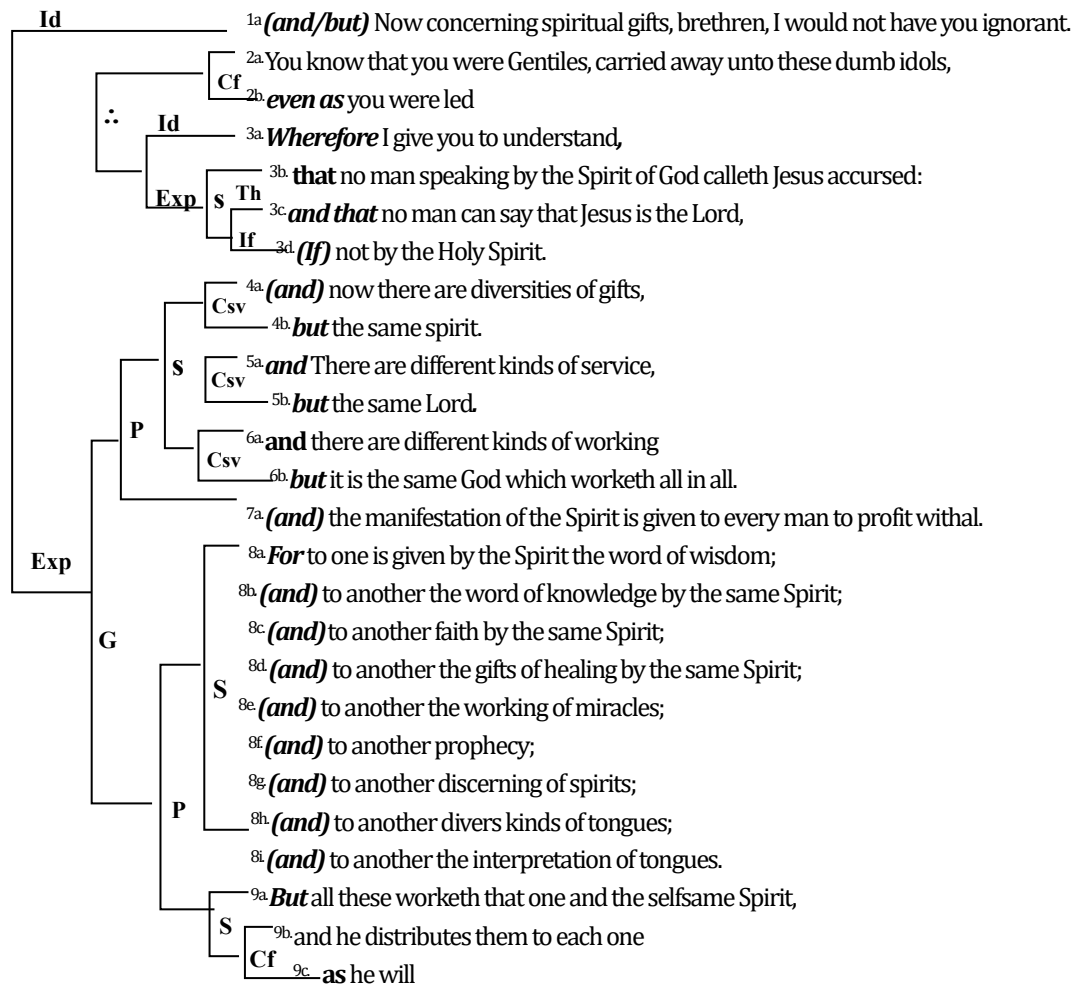 Id 1a (and/but) Now concerning spiritual gifts, brethren, I would not have you ignorant.
2a. You know that you were Gentiles, carried away unto these dumb idols,
Cf
2b. even as you were led
∴
Id 3a. Wherefore I give you to understand,
3b. that no man speaking by the Spirit of God calleth Jesus accursed:
Exp s Th
3c. and that no man can say that Jesus is the Lord,
If 3d. (If) not by the Holy Spirit.
4a. (and) now there are diversities of gifts,
Csv
4b. but the same spirit.
s
5a. and There are different kinds of service,
Csv
5b. but the same Lord.
P
6a. and there are different kinds of working
Csv
6b. but it is the same God which worketh all in all.
7a. (and) the manifestation of the Spirit is given to every man to profit withal.
Exp
8a. For to one is given by the Spirit the word of wisdom;
8b. (and) to another the word of knowledge by the same Spirit;
G
8c. (and) to another faith by the same Spirit;
8d. (and) to another the gifts of healing by the same Spirit;
S
8e. (and) to another the working of miracles;
8f. (and) to another prophecy;
8g. (and) to another discerning of spirits;
P
8h. (and) to another divers kinds of tongues;
8i. (and) to another the interpretation of tongues.
9a. But all these worketh that one and the selfsame Spirit,
S
9b. and he distributes them to each one
Cf
9c. as he will